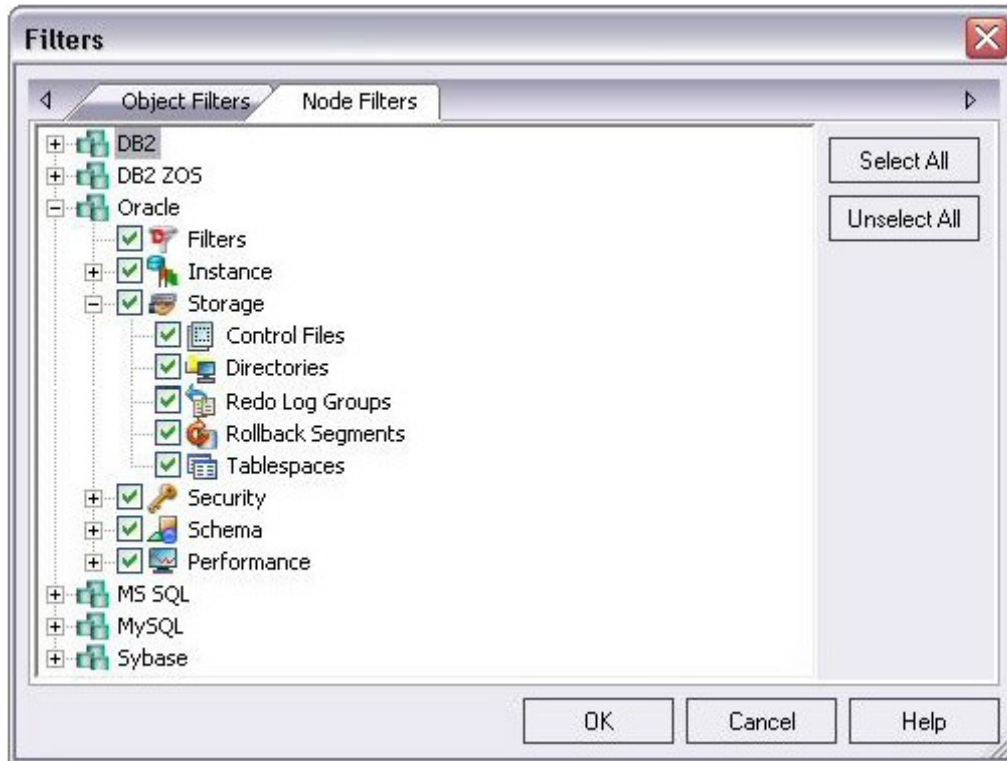 Filters
Object Filters
Node Filters
DB2
DB2 ZOS
Oracle
Filters
Instance
Storage
Control Files
Directories
Redo Log Groups
Rollback Segments
Tablespaces
Security
Schema
Performance
MS SQL
MySQL
Sybase
Select All
Unselect All
OK
Cancel
Help